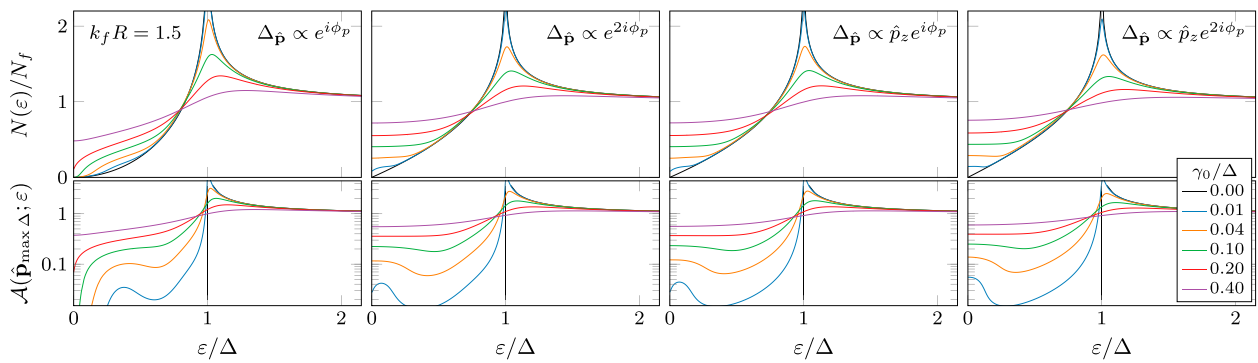 k_f R = 1.5
Δ_p̂ ∝ e^{iϕ_p}
Δ_p̂ ∝ e^{2iϕ_p}
Δ_p̂ ∝ p̂_z e^{iϕ_p}
Δ_p̂ ∝ p̂_z e^{2iϕ_p}
N(ε)/N_f
2
1
0
𝒜(p̂_{max Δ}; ε)
1
0.1
γ_0/Δ
0.00
0.01
0.04
0.10
0.20
0.40
0 1 2 0 1 2 0 1 2 0 1 2
ε/Δ ε/Δ ε/Δ ε/Δ